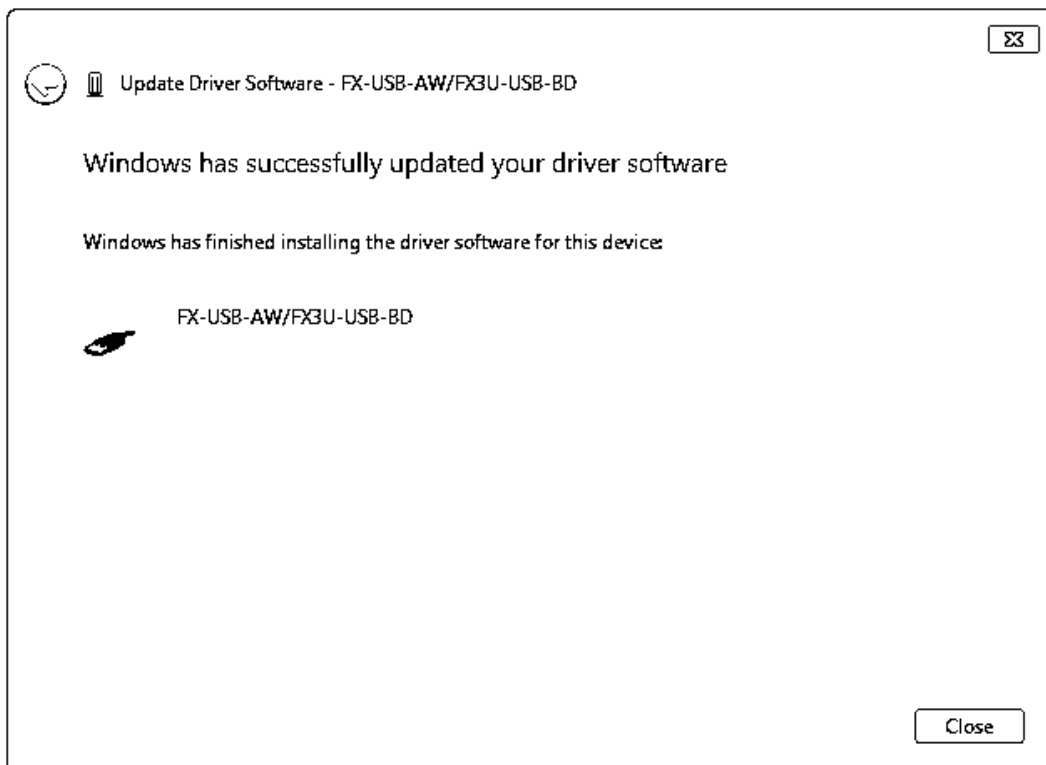 Update Driver Software - FX-USB-AW/FX3U-USB-BD
Windows has successfully updated your driver software
Windows has finished installing the driver software for this device:
FX-USB-AW/FX3U-USB-BD
Close